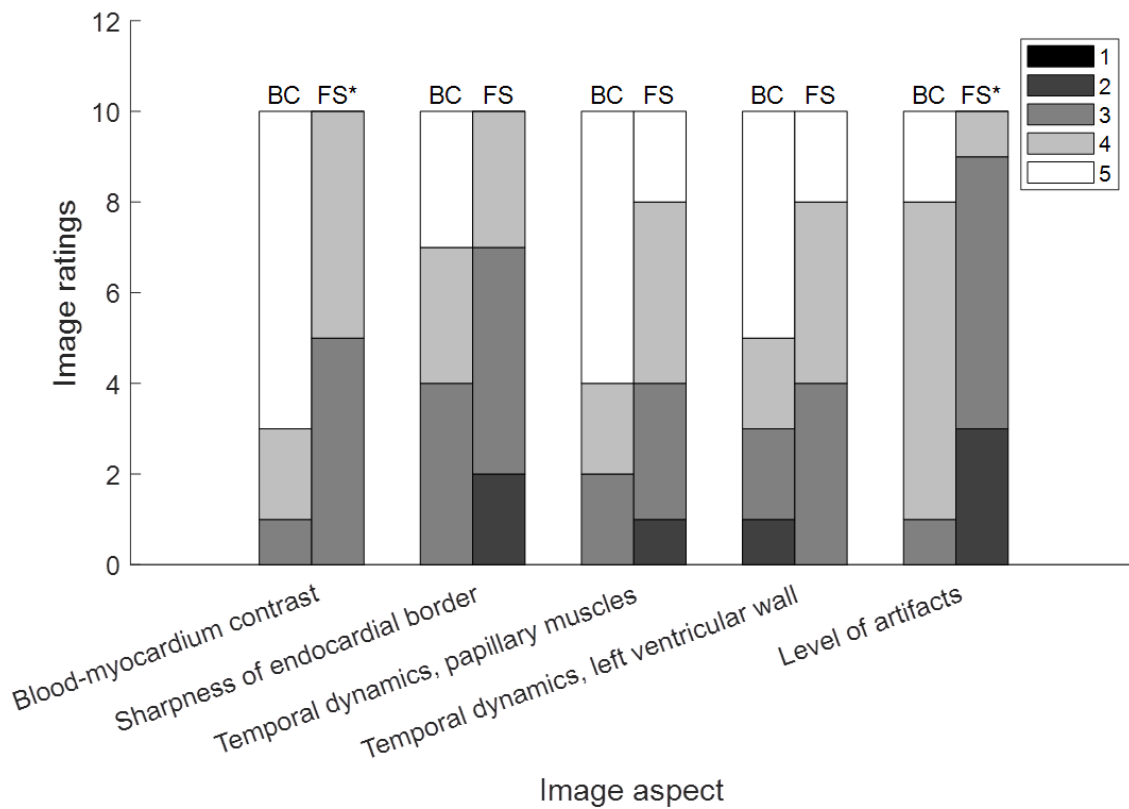 12
10
8
6
4
2
0
Image ratings
BC FS* BC FS BC FS BC FS BC FS*
1
2
3
4
5
Blood-myocardium contrast
Sharpness of endocardial border
Temporal dynamics, papillary muscles
Temporal dynamics, left ventricular wall
Level of artifacts
Image aspect